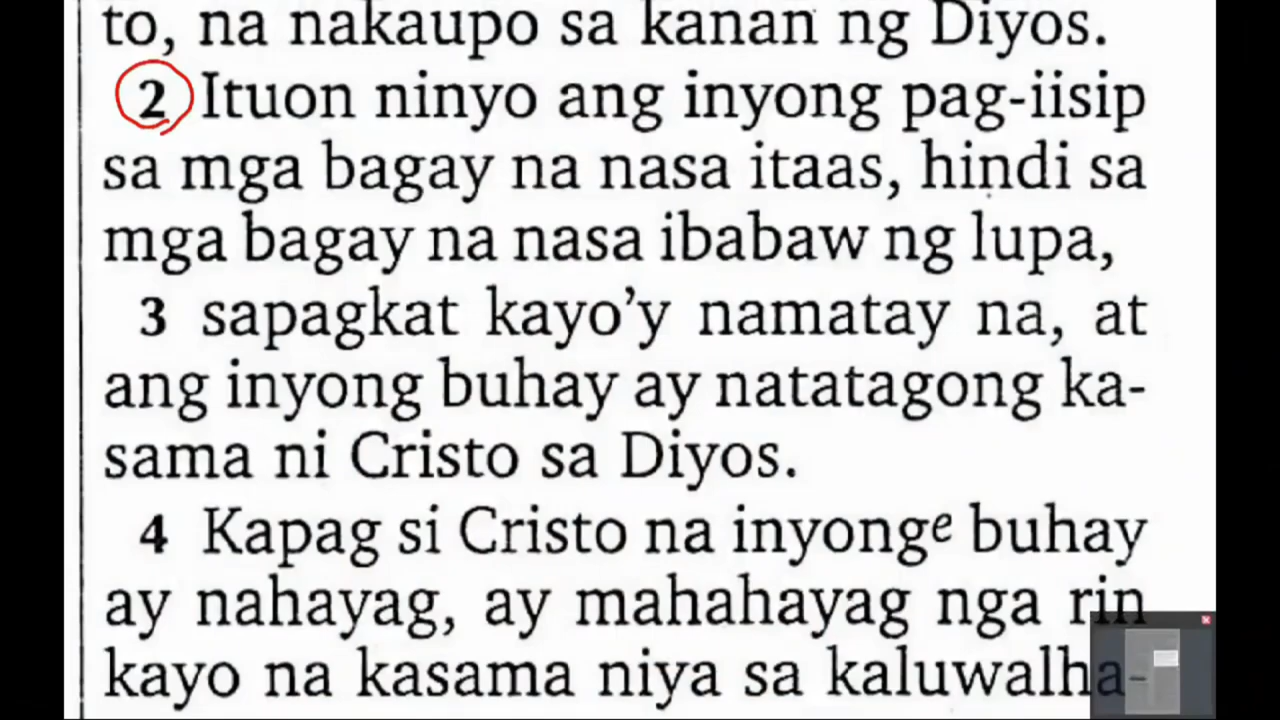 to, na nakaupo sa kanan ng Diyos.
2 Ituon ninyo ang inyong pag-iisip
sa mga bagay na nasa itaas, hindi sa
mga bagay na nasa ibabaw ng lupa,
3 sapagkat kayo’y namatay na, at
ang inyong buhay ay natatagong ka-
sama ni Cristo sa Diyos.
4 Kapag si Cristo na inyonge buhay
ay nahayag, ay mahahayag nga rin
kayo na kasama niya sa kaluwalha-